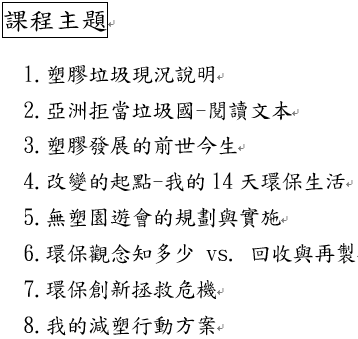 課程主題
1.塑膠垃圾現況說明
2.亞洲拒當垃圾國-閱讀文本
3.塑膠發展的前世今生
4.改變的起點-我的14天環保生活
5.無塑園遊會的規劃與實施
6.環保觀念知多少 vs. 回收與再製
7.環保創新拯救危機
8.我的減塑行動方案